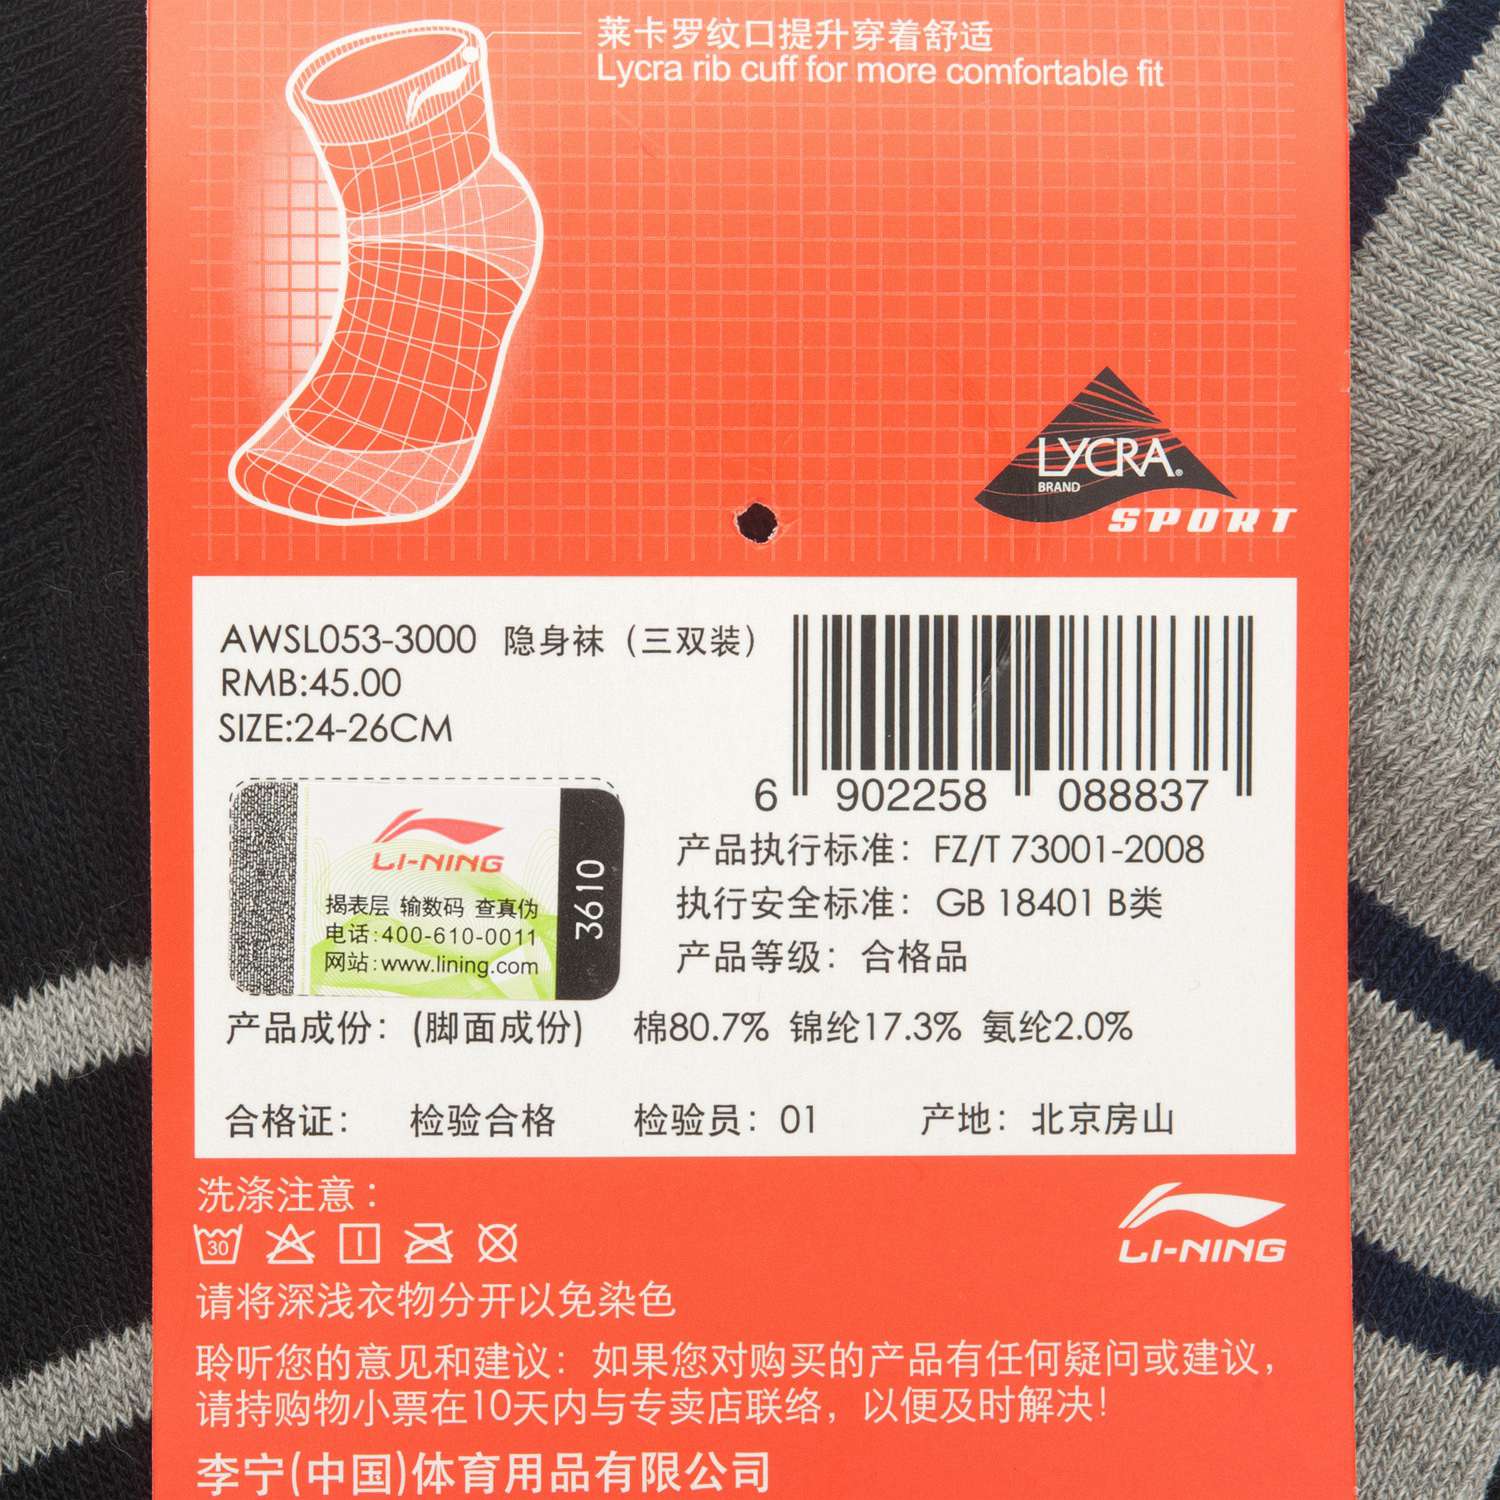 莱卡罗纹口提升穿着舒适
Lycra rib cuff for more comfortable fit
LYCRA®
BRAND
SPORT
AWSL053-3000 隐身袜（三双装）
RMB:45.00
SIZE:24-26CM
6 902258 088837
LI-NING
揭表层 输数码 查真伪
电话:400-610-0011
网站:www.lining.com
3610
产品执行标准：FZ/T 73001-2008
执行安全标准：GB 18401 B类
产品等级：合格品
产品成份：(脚面成份) 棉80.7% 锦纶17.3% 氨纶2.0%
合格证： 检验合格 检验员：01 产地：北京房山
洗涤注意：
30
LI-NING
请将深浅衣物分开以免染色
聆听您的意见和建议：如果您对购买的产品有任何疑问或建议，
请持购物小票在10天内与专卖店联络，以便及时解决！
李宁(中国)体育用品有限公司